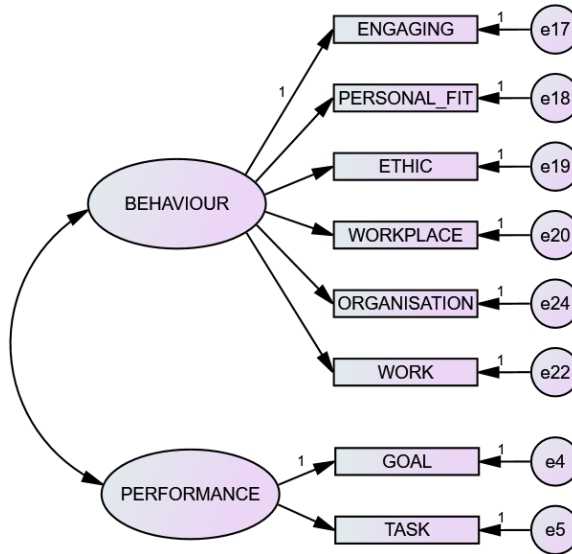 1 ENGAGING 1 e17
PERSONAL_FIT 1 e18
ETHIC 1 e19
BEHAVIOUR
WORKPLACE 1 e20
ORGANISATION 1 e24
WORK 1 e22
1 GOAL 1 e4
PERFORMANCE
TASK 1 e5